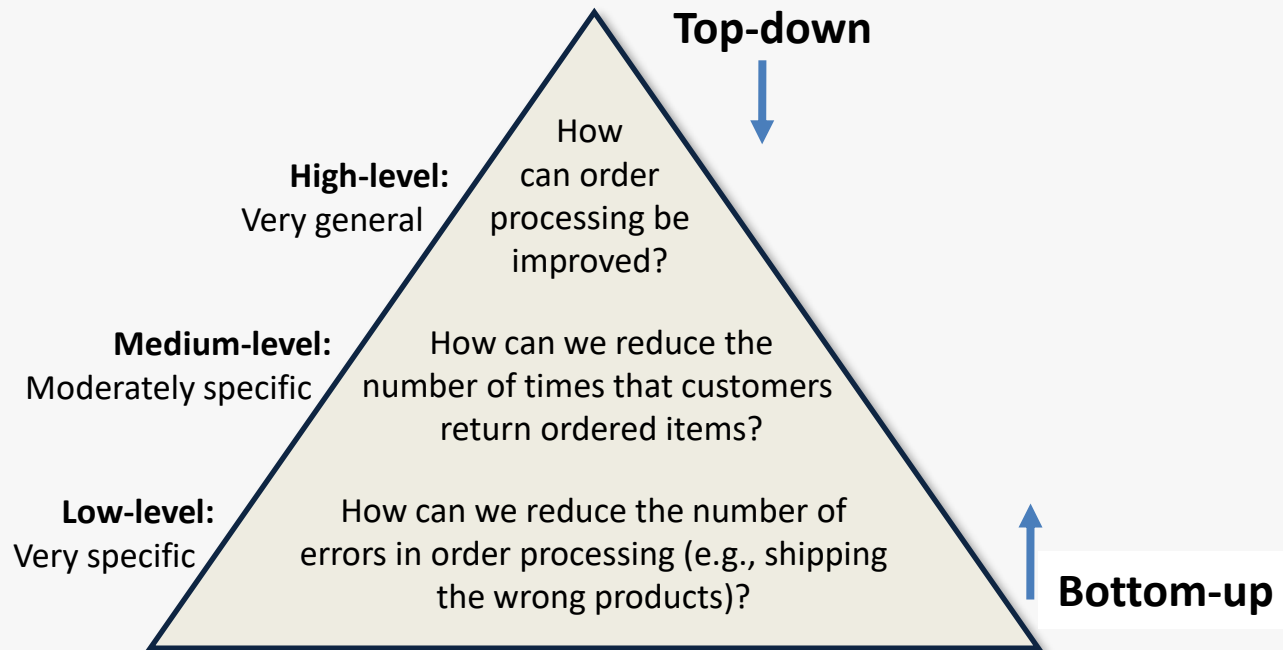 Top-down
High-level:
Very general
How
can order
processing be
improved?
Medium-level:
Moderately specific
How can we reduce the
number of times that customers
return ordered items?
Low-level:
Very specific
How can we reduce the number of
errors in order processing (e.g., shipping
the wrong products)?
Bottom-up